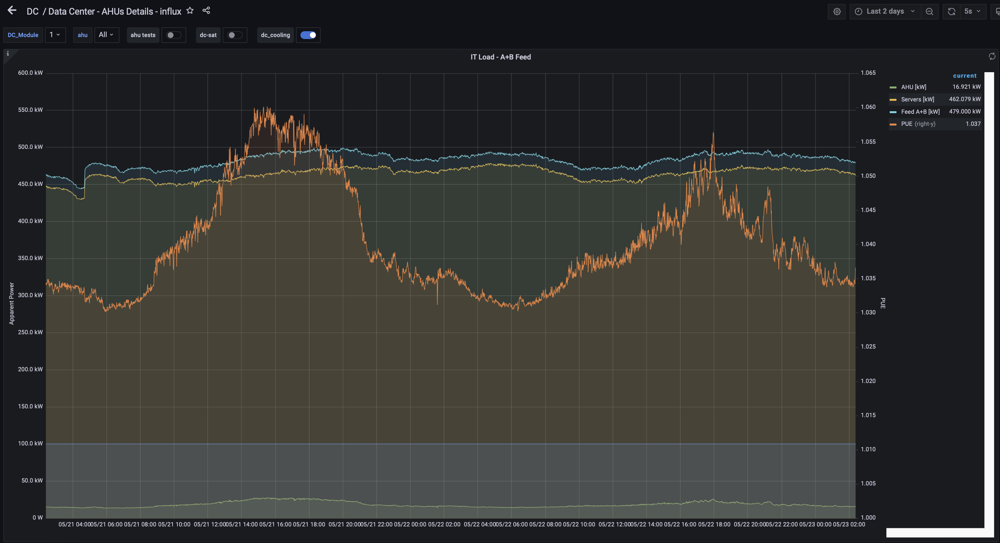 DC / Data Center - AHUs Details - influx
Last 2 days
5s
DC_Module 1 ahu All ahu tests dc-sat dc_cooling
i
IT Load - A+B Feed
600.0 kW
550.0 kW
500.0 kW
450.0 kW
400.0 kW
350.0 kW
300.0 kW
250.0 kW
200.0 kW
150.0 kW
100.0 kW
50.0 kW
0 W
Apparent Power
1.065
1.060
1.055
1.050
1.045
1.040
1.035
1.030
1.025
1.020
1.015
1.010
1.005
1.000
PUE
current
AHU [kW] 16.921 kW
Servers [kW] 462.079 kW
Feed A+B [kW] 479.000 kW
PUE (right-y) 1.037
05/21 04:00 05/21 06:00 05/21 08:00 05/21 10:00 05/21 12:00 05/21 14:00 05/21 16:00 05/21 18:00 05/21 20:00 05/21 22:00 05/22 00:00 05/22 02:00 05/22 04:00 05/22 06:00 05/22 08:00 05/22 10:00 05/22 12:00 05/22 14:00 05/22 16:00 05/22 18:00 05/22 20:00 05/22 22:00 05/23 00:00 05/23 02:00